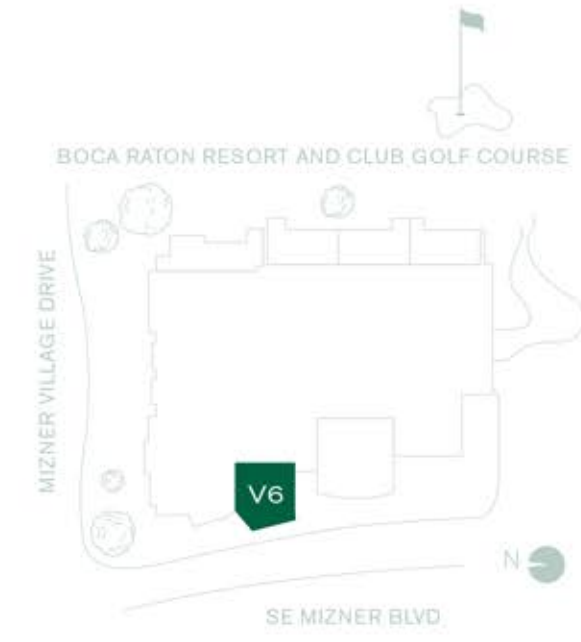 BOCA RATON RESORT AND CLUB GOLF COURSE
MIZNER VILLAGE DRIVE
V6
N
SE MIZNER BLVD